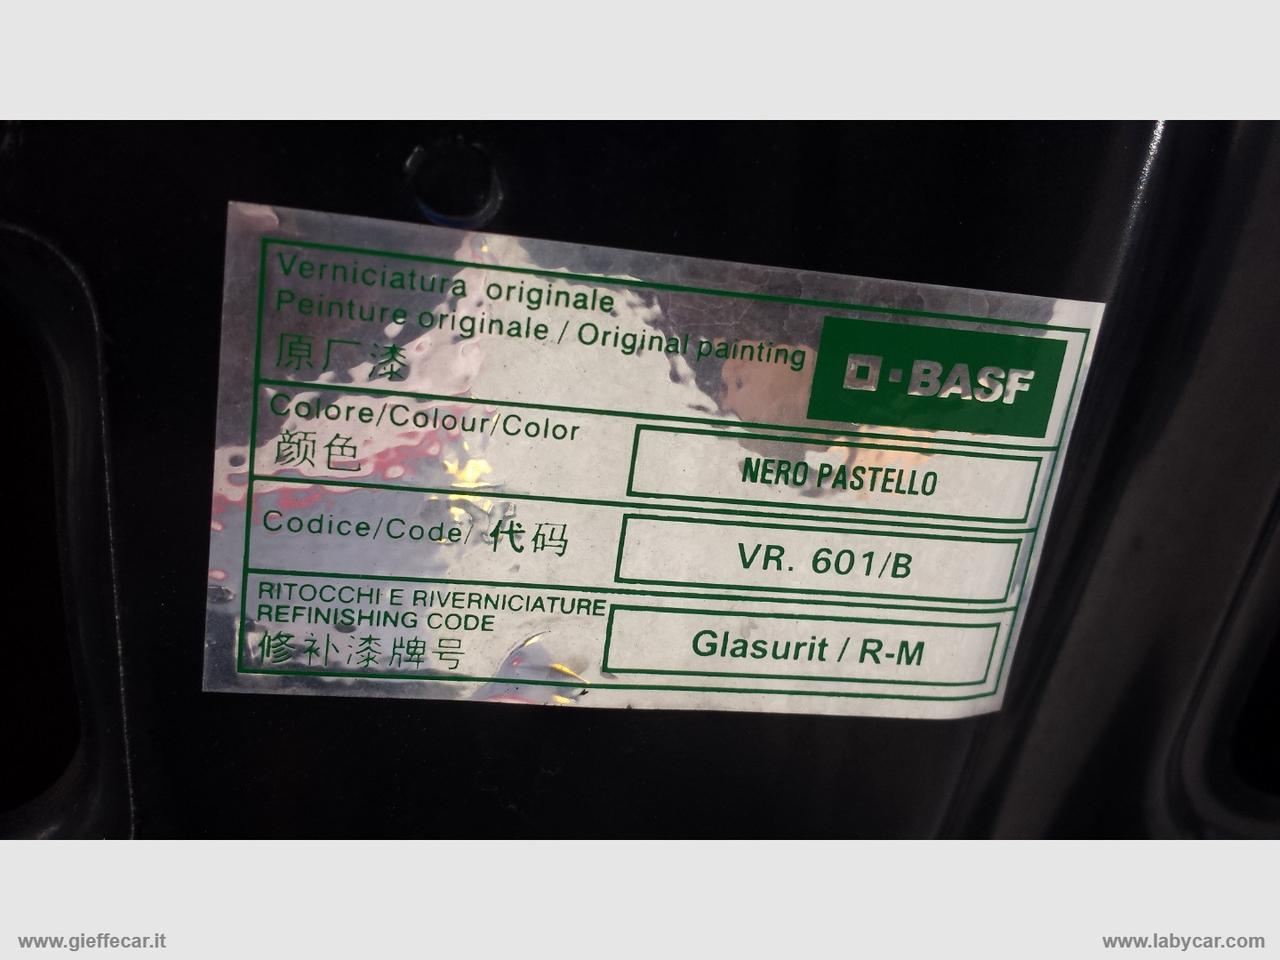 Verniciatura originale
Peinture originale / Original painting
原厂漆
BASF
Colore/Colour/Color
颜色
NERO PASTELLO
Codice/Code/ 代码
VR. 601/B
RITOCCHI E RIVERNICIATURE
REFINISHING CODE
修补漆牌号
Glasurit / R-M
www.gieffecar.it
www.labycar.com